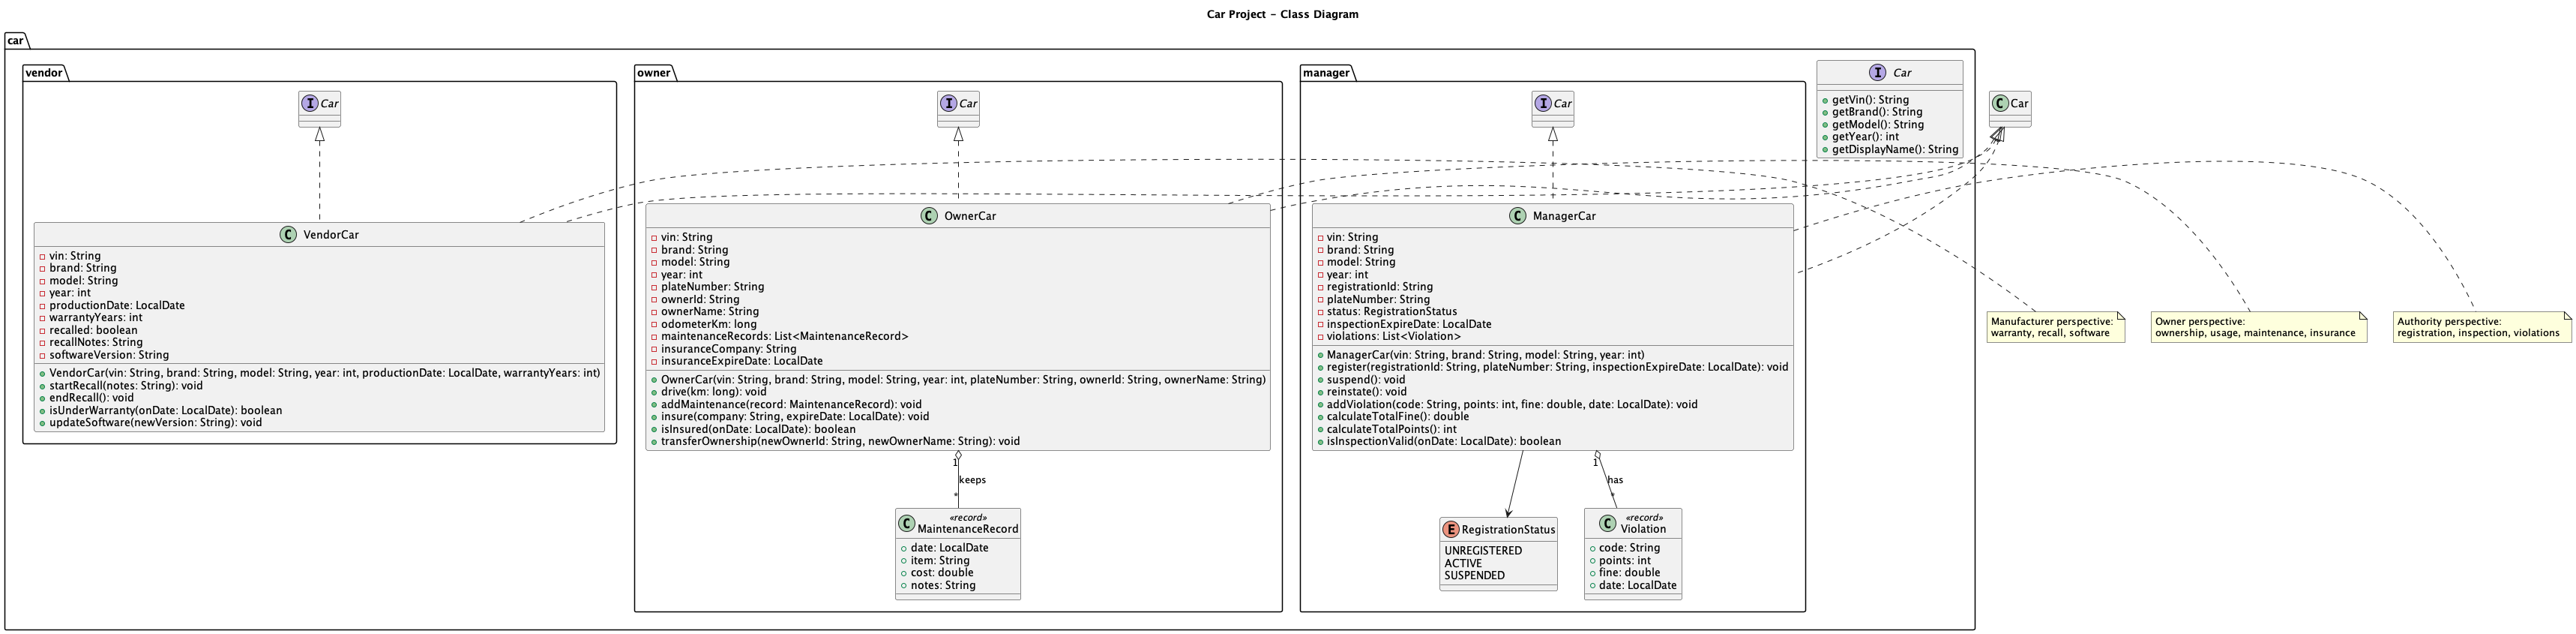 Car Project - Class Diagram
car
vendor
Car
VendorCar
vin: String
brand: String
model: String
year: int
productionDate: LocalDate
warrantyYears: int
recalled: boolean
recallNotes: String
softwareVersion: String
VendorCar(vin: String, brand: String, model: String, year: int, productionDate: LocalDate, warrantyYears: int)
startRecall(notes: String): void
endRecall(): void
isUnderWarranty(onDate: LocalDate): boolean
updateSoftware(newVersion: String): void
owner
Car
OwnerCar
vin: String
brand: String
model: String
year: int
plateNumber: String
ownerId: String
ownerName: String
odometerKm: long
maintenanceRecords: List<MaintenanceRecord>
insuranceCompany: String
insuranceExpireDate: LocalDate
OwnerCar(vin: String, brand: String, model: String, year: int, plateNumber: String, ownerId: String, ownerName: String)
drive(km: long): void
addMaintenance(record: MaintenanceRecord): void
insure(company: String, expireDate: LocalDate): void
isInsured(onDate: LocalDate): boolean
transferOwnership(newOwnerId: String, newOwnerName: String): void
1
keeps
*
«record»
MaintenanceRecord
date: LocalDate
item: String
cost: double
notes: String
manager
Car
ManagerCar
vin: String
brand: String
model: String
year: int
registrationId: String
plateNumber: String
status: RegistrationStatus
inspectionExpireDate: LocalDate
violations: List<Violation>
ManagerCar(vin: String, brand: String, model: String, year: int)
register(registrationId: String, plateNumber: String, inspectionExpireDate: LocalDate): void
suspend(): void
reinstate(): void
addViolation(code: String, points: int, fine: double, date: LocalDate): void
calculateTotalFine(): double
calculateTotalPoints(): int
isInspectionValid(onDate: LocalDate): boolean
1
has
*
RegistrationStatus
UNREGISTERED
ACTIVE
SUSPENDED
«record»
Violation
code: String
points: int
fine: double
date: LocalDate
Car
getVin(): String
getBrand(): String
getModel(): String
getYear(): int
getDisplayName(): String
Car
Manufacturer perspective:
warranty, recall, software
Owner perspective:
ownership, usage, maintenance, insurance
Authority perspective:
registration, inspection, violations